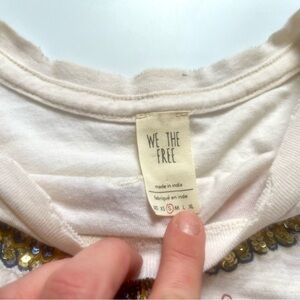 WE THE
FREE
made in india
fabriqué en inde
XS S M L XL